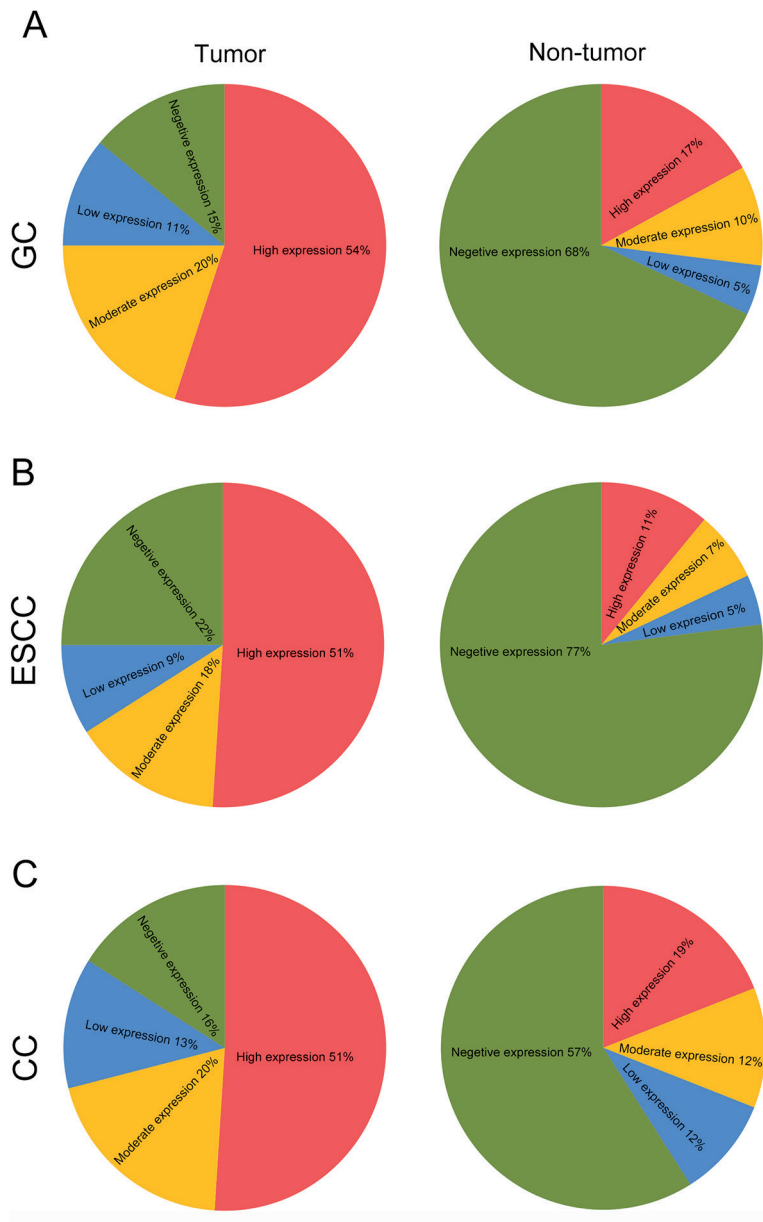 A
Tumor
Non-tumor
GC
Negetive expression 15%
Low expression 11%
Moderate expression 20%
High expression 54%
High expression 17%
Moderate expression 10%
Low expression 5%
Negetive expression 68%
B
ESCC
Negetive expression 22%
Low expression 9%
Moderate expression 18%
High expression 51%
High expression 11%
Moderate expression 7%
Low expresion 5%
Negetive expression 77%
C
CC
Negetive expression 16%
Low expression 13%
Moderate expression 20%
High expression 51%
High expression 19%
Moderate expression 12%
Low expression 12%
Negetive expression 57%